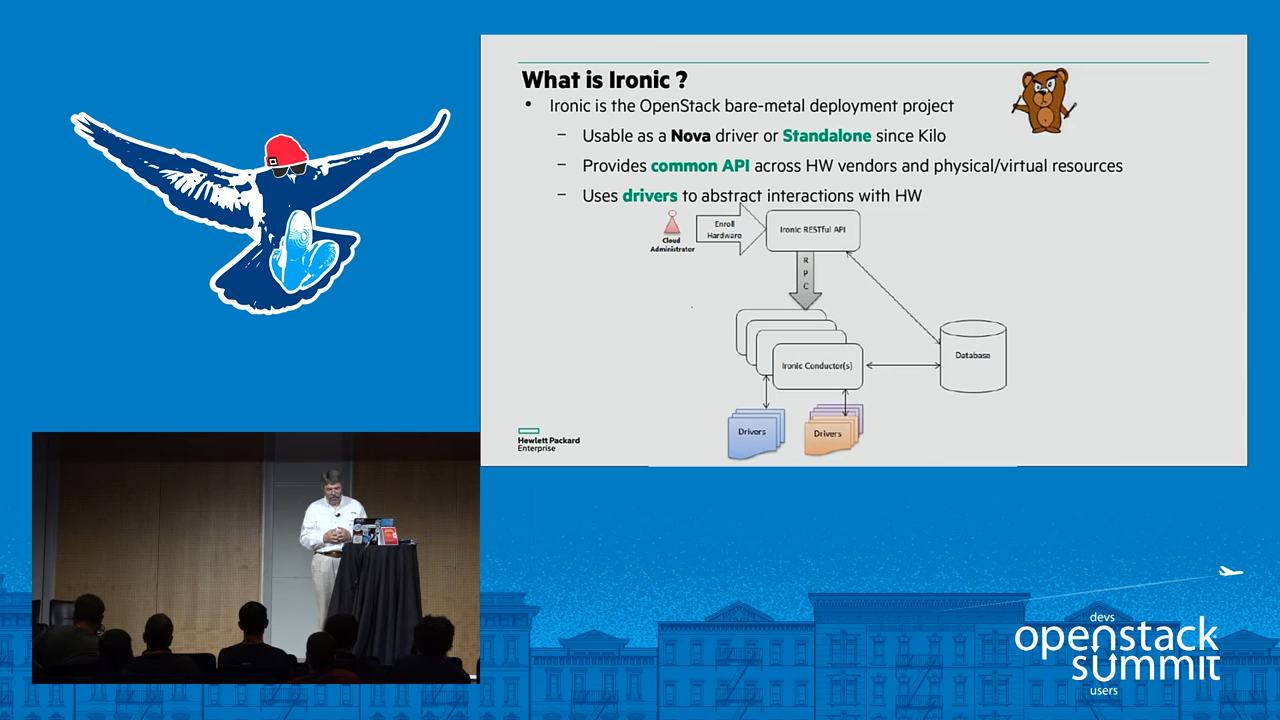 What is Ironic ?
• Ironic is the OpenStack bare-metal deployment project
– Usable as a Nova driver or Standalone since Kilo
– Provides common API across HW vendors and physical/virtual resources
– Uses drivers to abstract interactions with HW
Cloud
Administrator
Enroll
Hardware
Ironic RESTful API
R
P
C
Ironic Conductor(s)
Database
Drivers
Drivers
Hewlett Packard
Enterprise
devs
openstack
summit
users